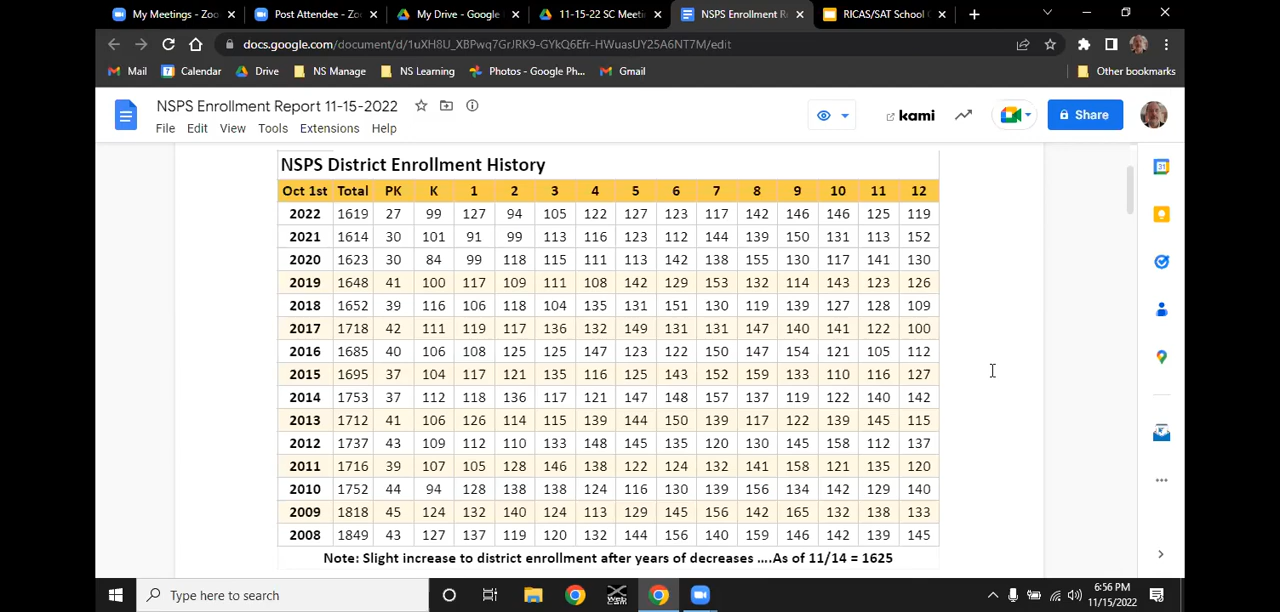 My Meetings - Zoo
Post Attendee - Zo
My Drive - Google
11-15-22 SC Meeti
NSPS Enrollment R
RICAS/SAT School
docs.google.com/document/d/1uXH8U_XBPwq7GrJRK9-GYkQ6Efr-HWuasUY25A6NT7M/edit
Mail Calendar Drive NS Manage NS Learning Photos - Google Ph... Gmail Other bookmarks
NSPS Enrollment Report 11-15-2022
kami
Share
File Edit View Tools Extensions Help
NSPS District Enrollment History
Oct 1st Total PK K 1 2 3 4 5 6 7 8 9 10 11 12
2022 1619 27 99 127 94 105 122 127 123 117 142 146 146 125 119
2021 1614 30 101 91 99 113 116 123 112 144 139 150 131 113 152
2020 1623 30 84 99 118 115 111 113 142 138 155 130 117 141 130
2019 1648 41 100 117 109 111 108 142 129 153 132 114 143 123 126
2018 1652 39 116 106 118 104 135 131 151 130 119 139 127 128 109
2017 1718 42 111 119 117 136 132 149 131 131 147 140 141 122 100
2016 1685 40 106 108 125 125 147 123 122 150 147 154 121 105 112
2015 1695 37 104 117 121 135 116 125 143 152 159 133 110 116 127
2014 1753 37 112 118 136 117 121 147 148 157 137 119 122 140 142
2013 1712 41 106 126 114 115 139 144 150 139 117 122 139 145 115
2012 1737 43 109 112 110 133 148 145 135 120 130 145 158 112 137
2011 1716 39 107 105 128 146 138 122 124 132 141 158 121 135 120
2010 1752 44 94 128 138 138 124 116 130 139 156 134 142 129 140
2009 1818 45 124 132 140 124 113 129 145 156 142 165 132 138 133
2008 1849 43 127 137 119 120 132 144 156 140 159 146 142 139 145
Note: Slight increase to district enrollment after years of decreases ....As of 11/14 = 1625
Type here to search
6:56 PM
11/15/2022